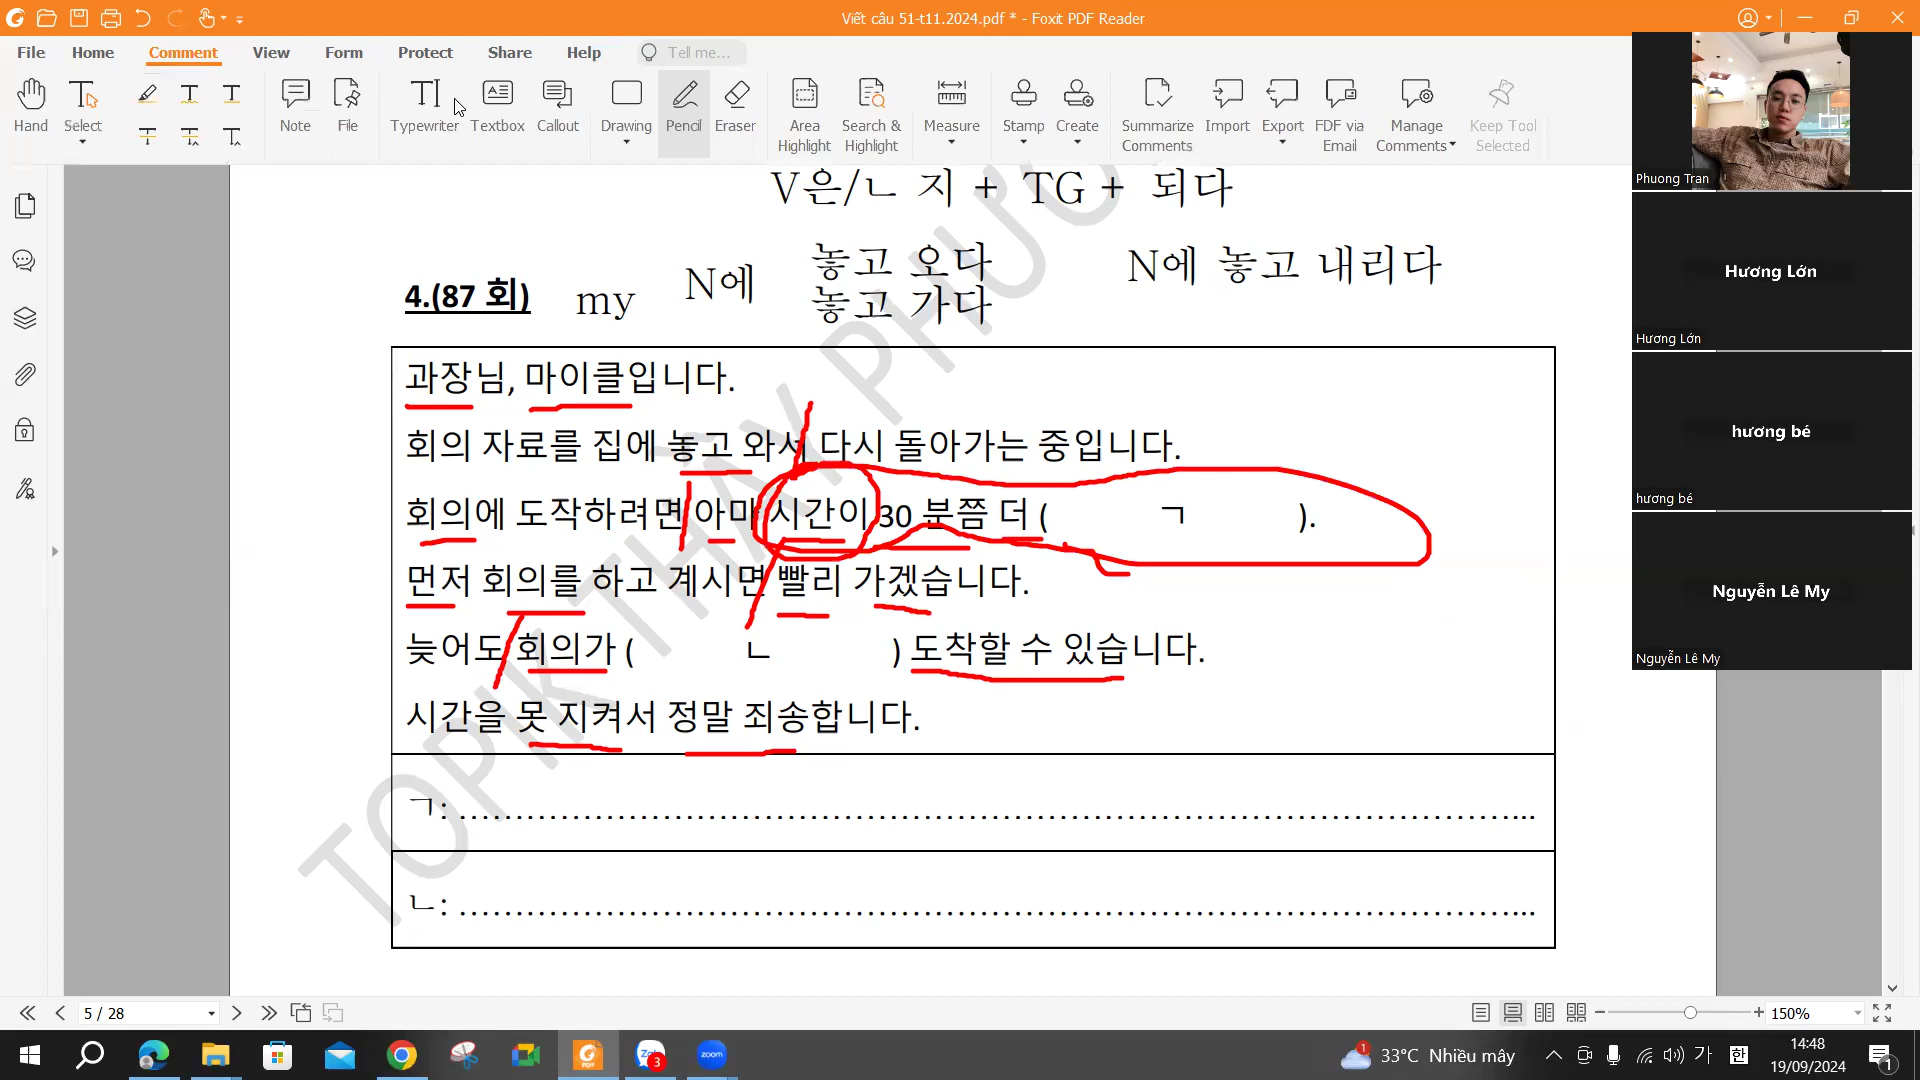 Viết câu 51-t11.2024.pdf * - Foxit PDF Reader
File Home Comment View Form Protect Share Help Tell me...
Hand Select Note File Typewriter Textbox Callout Drawing Pencil Eraser Area Highlight Search & Highlight Measure Stamp Create Summarize Comments Import Export FDF via Email Manage Comments Keep Tool Selected
Phuong Tran
Hương Lớn
Hương Lớn
hương bé
hương bé
Nguyễn Lê My
Nguyễn Lê My
V은/ㄴ 지 + TG + 되다
4.(87 회) my N에 놓고 오다 N에 놓고 내리다
놓고 가다
과장님, 마이클입니다.
회의 자료를 집에 놓고 와서 다시 돌아가는 중입니다.
회의에 도작하려면 아마 시간이 30 분쯤 더 ( ㄱ ).
먼저 회의를 하고 계시면 빨리 가겠습니다.
늦어도 회의가 ( ㄴ ) 도착할 수 있습니다.
시간을 못 지켜서 정말 죄송합니다.
ㄱ: ...
ㄴ: ...
TOPIK THẦY PHƯƠ
5 / 28
150%
33°C Nhiều mây
가 한
14:48
19/09/2024
1
1
3
zoom
PDF